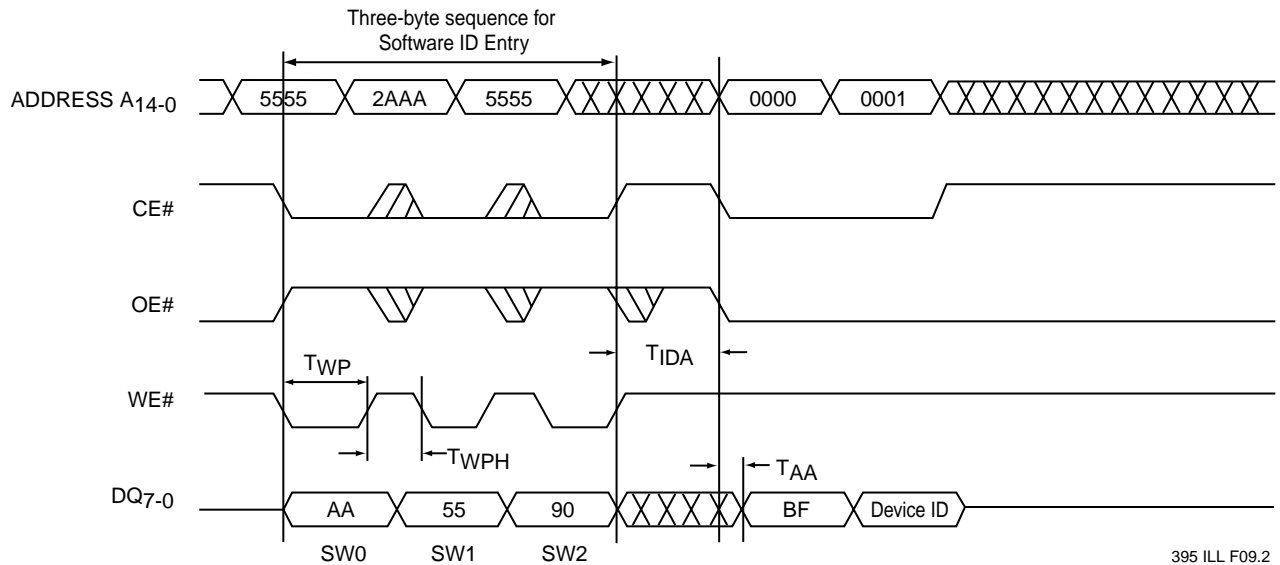 Three-byte sequence for
Software ID Entry
ADDRESS A14-0
5555
2AAA
5555
0000
0001
CE#
OE#
TIDA
TWP
WE#
TWPH
TAA
DQ7-0
AA
55
90
BF
Device ID
SW0
SW1
SW2
395 ILL F09.2